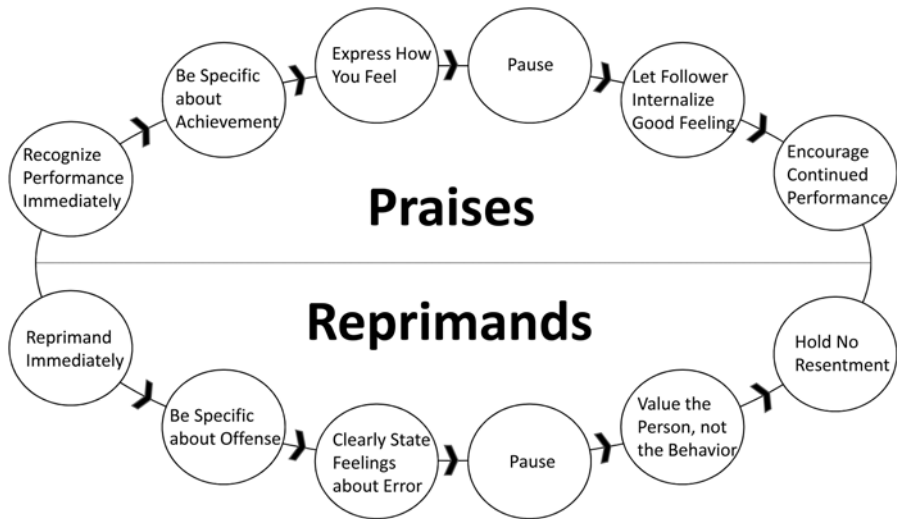 Recognize
Performance
Immediately
Be Specific
about
Achievement
Express How
You Feel
Pause
Let Follower
Internalize
Good Feeling
Encourage
Continued
Performance
Praises
Reprimands
Reprimand
Immediately
Be Specific
about Offense
Clearly State
Feelings
about Error
Pause
Value the
Person, not
the Behavior
Hold No
Resentment